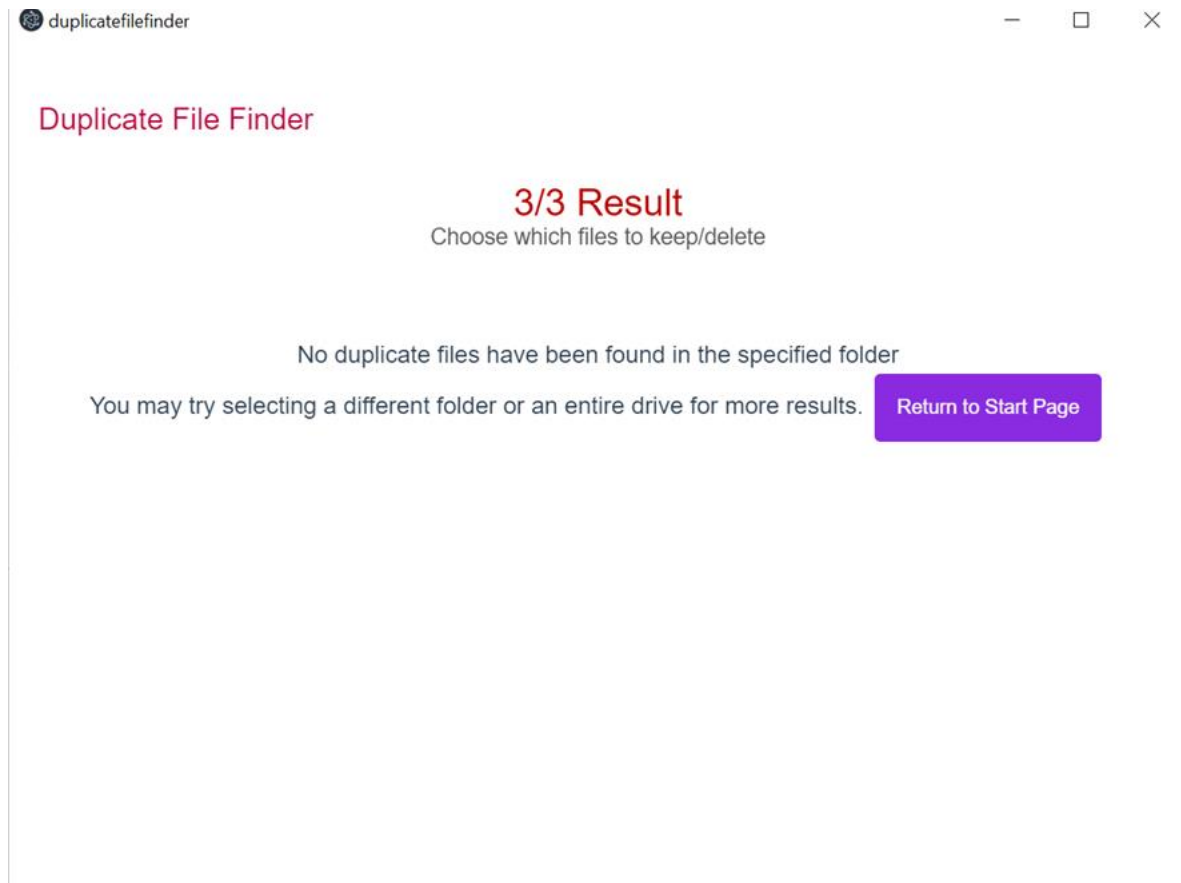 duplicatefilefinder
Duplicate File Finder
3/3 Result
Choose which files to keep/delete
No duplicate files have been found in the specified folder
You may try selecting a different folder or an entire drive for more results.
Return to Start Page